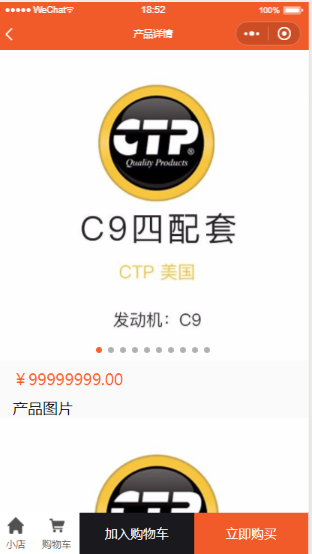 WeChat
18:52
100%
产品详情
CTP
®
Quality Products
C9四配套
CTP 美国
发动机：C9
￥99999999.00
产品图片
CTP
小店
购物车
加入购物车
立即购买